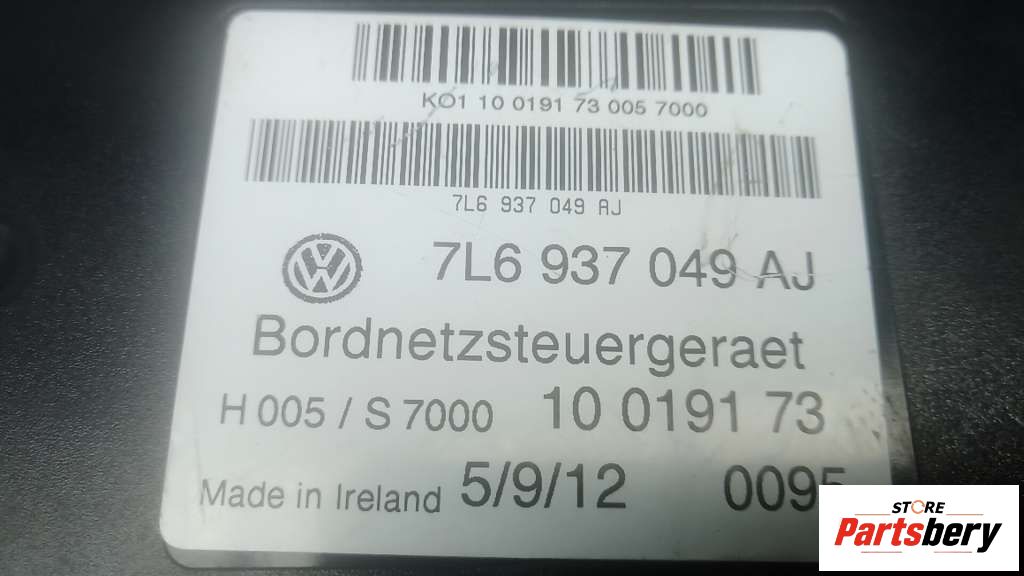 KO1 10 0191 73 005 7000
7L6 937 049 AJ
VW
7L6 937 049 AJ
Bordnetzsteuergeraet
H 005 / S 7000 10 0191 73
Made in Ireland 5/9/12 0095
STORE
Partsbery